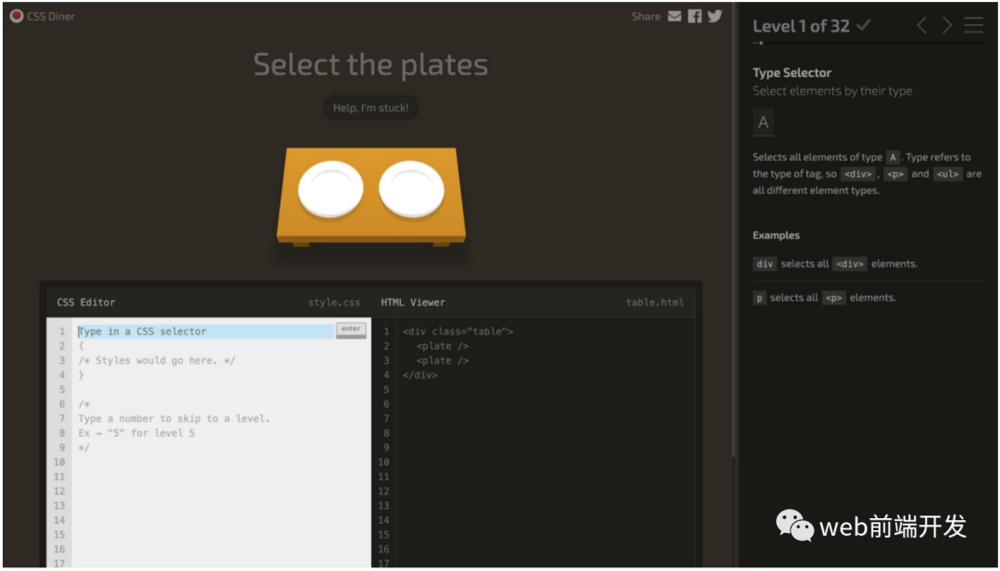 CSS Diner
Share
Select the plates
Help, I'm stuck!
CSS Editor style.css
1 Type in a CSS selector enter
2 {
3 /* Styles would go here. */
4 }
5
6 /*
7 Type a number to skip to a level.
8 Ex → "5" for level 5
9 */
10
11
12
13
14
15
16
17
HTML Viewer table.html
1 <div class="table">
2 <plate />
3 <plate />
4 </div>
5
6
7
8
9
10
11
12
13
14
15
16
17
Level 1 of 32
Type Selector
Select elements by their type
A
Selects all elements of type A . Type refers to
the type of tag, so <div> , <p> and <ul> are
all different element types.
Examples
div selects all <div> elements.
p selects all <p> elements.
web前端开发